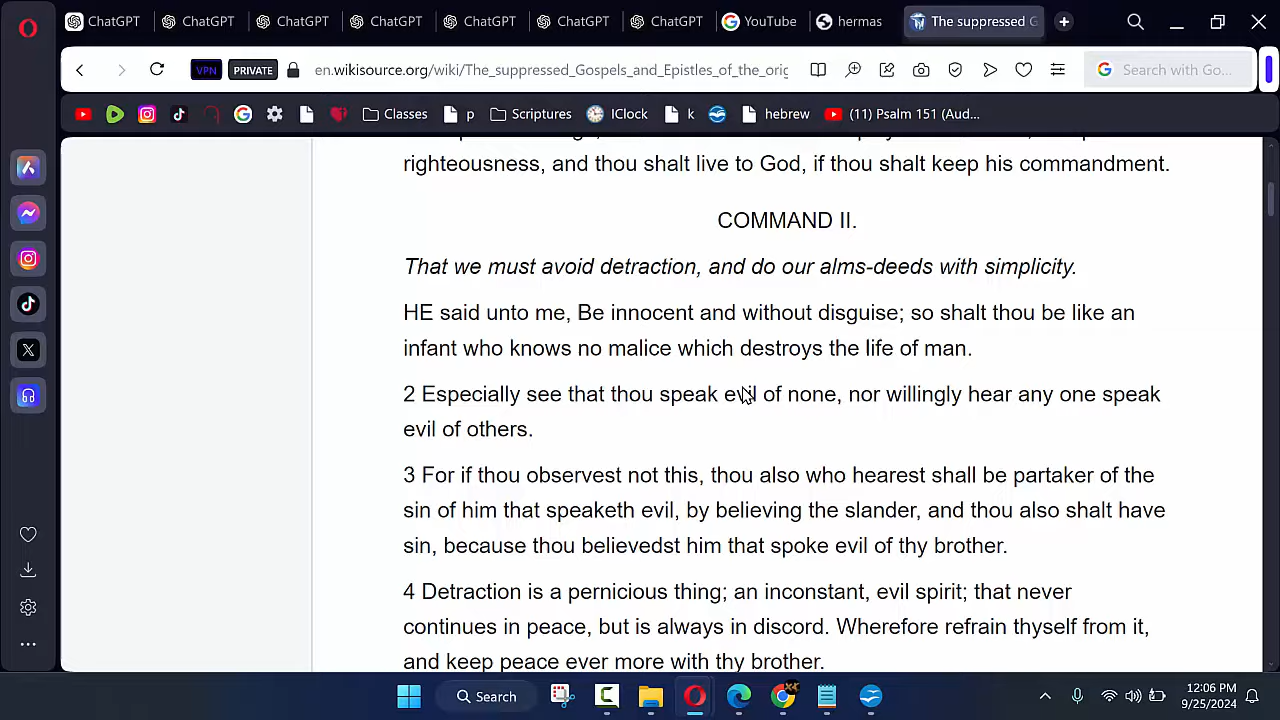 ChatGPT ChatGPT ChatGPT ChatGPT ChatGPT ChatGPT ChatGPT YouTube hermas The suppressed G
VPN PRIVATE en.wikisource.org/wiki/The_suppressed_Gospels_and_Epistles_of_the_orig Search with Go...
Classes p Scriptures IClock k hebrew (11) Psalm 151 (Aud...
righteousness, and thou shalt live to God, if thou shalt keep his commandment.
COMMAND II.
That we must avoid detraction, and do our alms-deeds with simplicity.
HE said unto me, Be innocent and without disguise; so shalt thou be like an
infant who knows no malice which destroys the life of man.
2 Especially see that thou speak evil of none, nor willingly hear any one speak
evil of others.
3 For if thou observest not this, thou also who hearest shall be partaker of the
sin of him that speaketh evil, by believing the slander, and thou also shalt have
sin, because thou believedst him that spoke evil of thy brother.
4 Detraction is a pernicious thing; an inconstant, evil spirit; that never
continues in peace, but is always in discord. Wherefore refrain thyself from it,
and keep peace ever more with thy brother.
Search
12:06 PM
9/25/2024